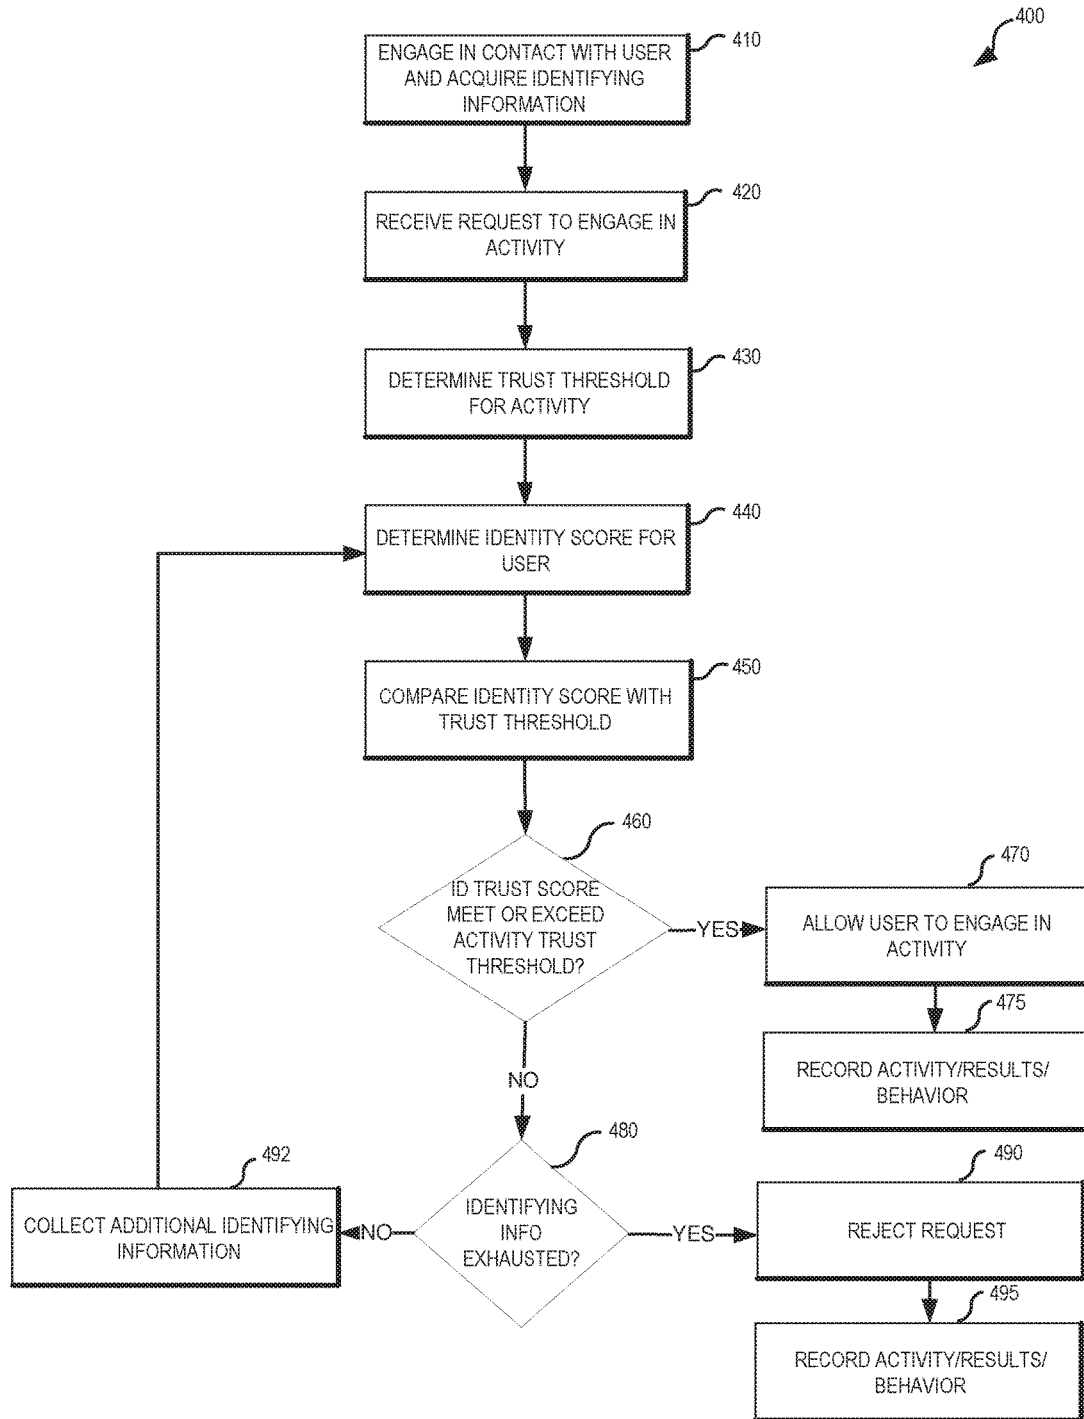 400
410
ENGAGE IN CONTACT WITH USER
AND ACQUIRE IDENTIFYING
INFORMATION
420
RECEIVE REQUEST TO ENGAGE IN
ACTIVITY
430
DETERMINE TRUST THRESHOLD
FOR ACTIVITY
440
DETERMINE IDENTITY SCORE FOR
USER
450
COMPARE IDENTITY SCORE WITH
TRUST THRESHOLD
460
ID TRUST SCORE
MEET OR EXCEED
ACTIVITY TRUST
THRESHOLD?
YES
470
ALLOW USER TO ENGAGE IN
ACTIVITY
475
RECORD ACTIVITY/RESULTS/
BEHAVIOR
NO
480
IDENTIFYING
INFO
EXHAUSTED?
NO
492
COLLECT ADDITIONAL IDENTIFYING
INFORMATION
YES
490
REJECT REQUEST
495
RECORD ACTIVITY/RESULTS/
BEHAVIOR